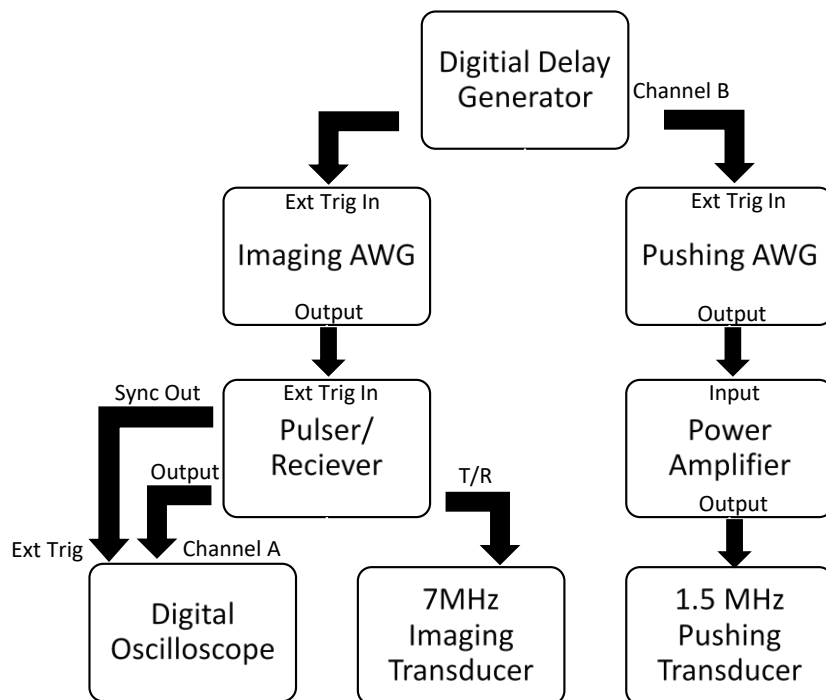 Digitial Delay
Generator
Channel B
Ext Trig In
Imaging AWG
Output
Ext Trig In
Pushing AWG
Output
Sync Out
Ext Trig In
Pulser/
Reciever
Output
T/R
Input
Power
Amplifier
Output
Ext Trig
Channel A
Digital
Oscilloscope
7MHz
Imaging
Transducer
1.5 MHz
Pushing
Transducer